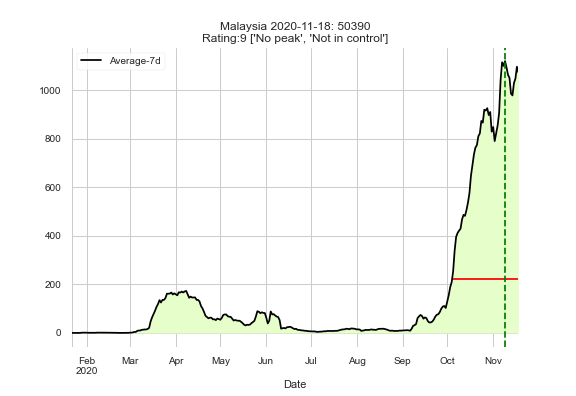 Malaysia 2020-11-18: 50390
Rating:9 ['No peak', 'Not in control']
Average-7d
1000
800
600
400
200
0
Feb Mar Apr May Jun Jul Aug Sep Oct Nov
2020
Date